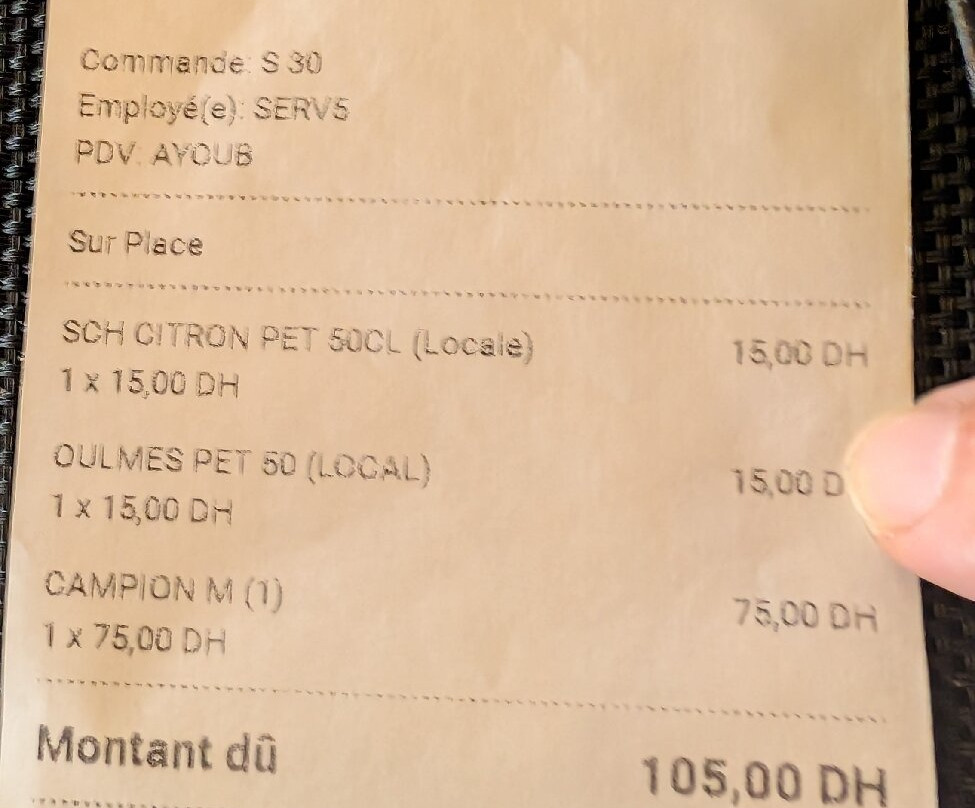 Commande: S 30
Employé(e): SERV5
PDV: AYOUB
Sur Place
SCH CITRON PET 50CL (Locale) 15,00 DH
1 x 15,00 DH
OULMES PET 50 (LOCAL) 15,00 D
1 x 15,00 DH
CAMPION M (1) 75,00 DH
1 x 75,00 DH
Montant dû 105,00 DH